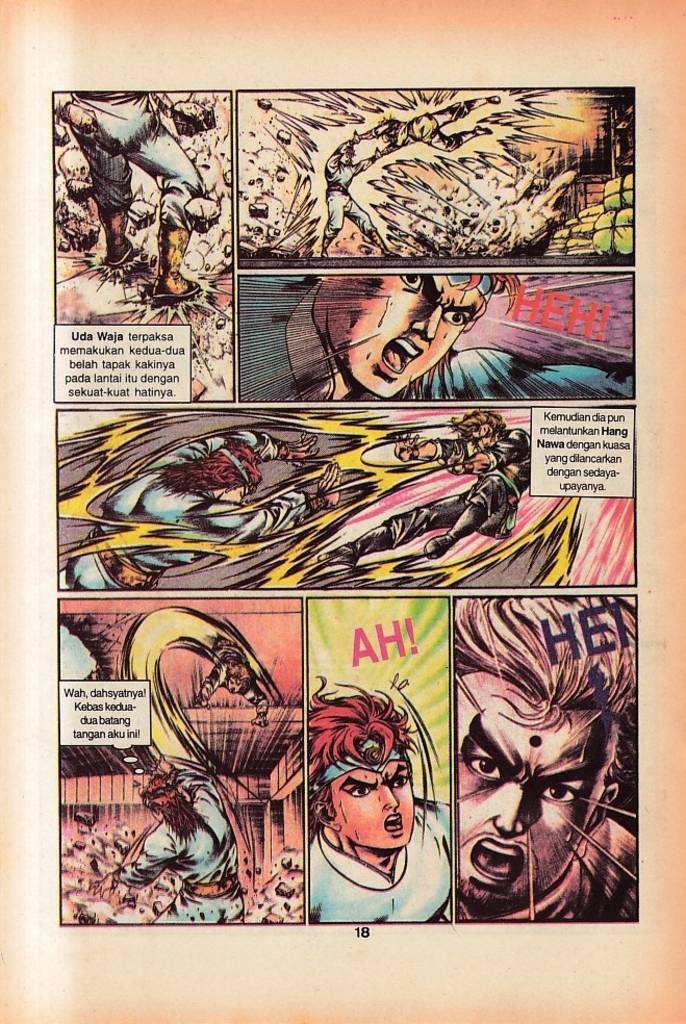 Uda Waja terpaksa
memakukan kedua-dua
belah tapak kakinya
pada lantai itu dengan
sekuat-kuat hatinya.
HEH!
Kemudian dia pun
melantunkan Hang
Nawa dengan kuasa
yang dilancarkan
dengan sedaya-
upayanya.
Wah, dahsyatnya!
Kebas kedua-
dua batang
tangan aku ini!
AH!
HEI
18